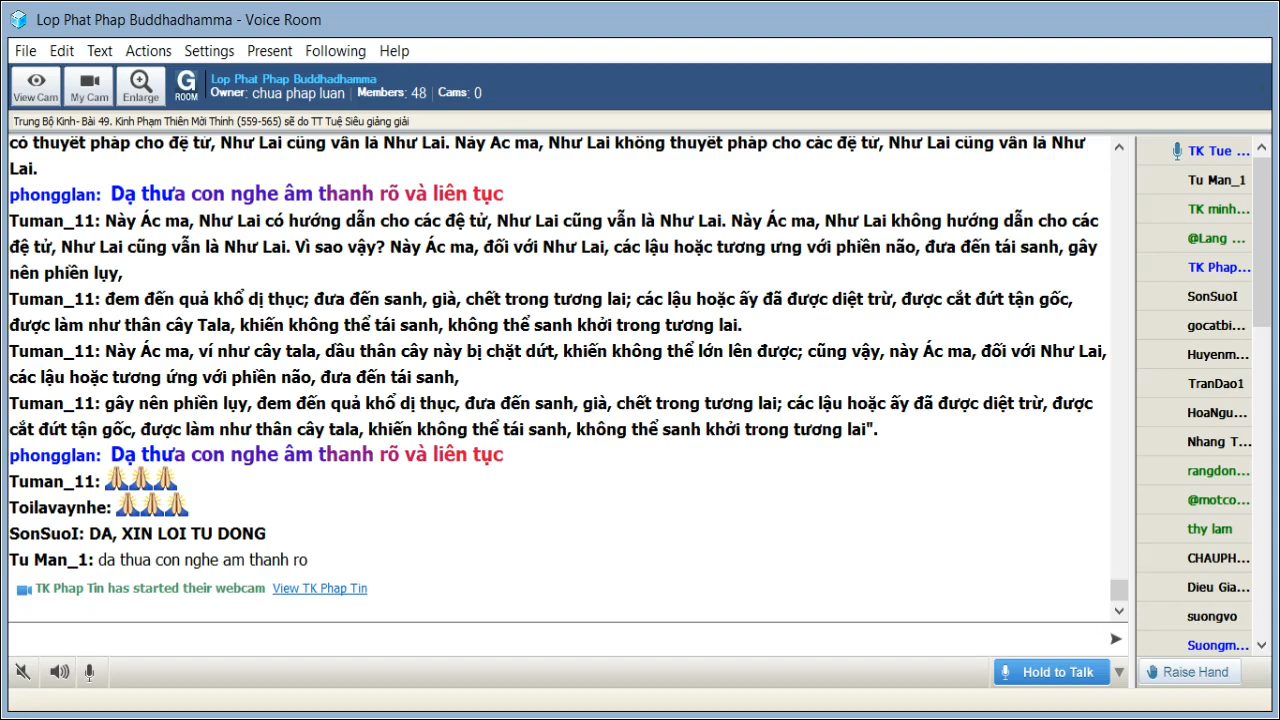 Lop Phat Phap Buddhadhamma - Voice Room
File Edit Text Actions Settings Present Following Help
View Cam My Cam Enlarge G ROOM
Lop Phat Phap Buddhadhamma
Owner: chua phap luan Members: 48 Cams: 0
Trung Bộ Kinh- Bài 49. Kinh Phạm Thiên Mời Thỉnh (559-565) sẽ do TT Tuệ Siêu giảng giải
có thuyết pháp cho đệ tử, Như Lai cũng vẫn là Như Lai. Này Ác ma, Như Lai không thuyết pháp cho các đệ tử, Như Lai cũng vẫn là Như
Lai.
phongglan: Dạ thưa con nghe âm thanh rõ và liên tục
Tuman_11: Này Ác ma, Như Lai có hướng dẫn cho các đệ tử, Như Lai cũng vẫn là Như Lai. Này Ác ma, Như Lai không hướng dẫn cho các
đệ tử, Như Lai cũng vẫn là Như Lai. Vì sao vậy? Này Ác ma, đối với Như Lai, các lậu hoặc tương ưng với phiền não, đưa đến tái sanh, gây
nên phiền lụy,
Tuman_11: đem đến quả khổ dị thục; đưa đến sanh, già, chết trong tương lai; các lậu hoặc ấy đã được diệt trừ, được cắt đứt tận gốc,
được làm như thân cây Tala, khiến không thể tái sanh, không thể sanh khởi trong tương lai.
Tuman_11: Này Ác ma, ví như cây tala, dầu thân cây này bị chặt dứt, khiến không thể lớn lên được; cũng vậy, này Ác ma, đối với Như Lai,
các lậu hoặc tương ứng với phiền não, đưa đến tái sanh,
Tuman_11: gây nên phiền lụy, đem đến quả khổ dị thục, đưa đến sanh, già, chết trong tương lai; các lậu hoặc ấy đã được diệt trừ, được
cắt đứt tận gốc, được làm như thân cây tala, khiến không thể tái sanh, không thể sanh khởi trong tương lai".
phongglan: Dạ thưa con nghe âm thanh rõ và liên tục
Tuman_11: 🙏🙏🙏
Toilavaynhe: 🙏🙏🙏
SonSuoI: DA, XIN LOI TU DONG
Tu Man_1: da thua con nghe am thanh ro
TK Phap Tin has started their webcam View TK Phap Tin
TK Tue ...
Tu Man_1
TK minh...
@Lang ...
TK Phap...
SonSuoI
gocatbi...
Huyenm...
TranDao1
HoaNgu...
Nhang T...
rangdon...
@motco...
thy lam
CHAUPH...
Dieu Gia...
suongvo
Suongm...
Hold to Talk
Raise Hand